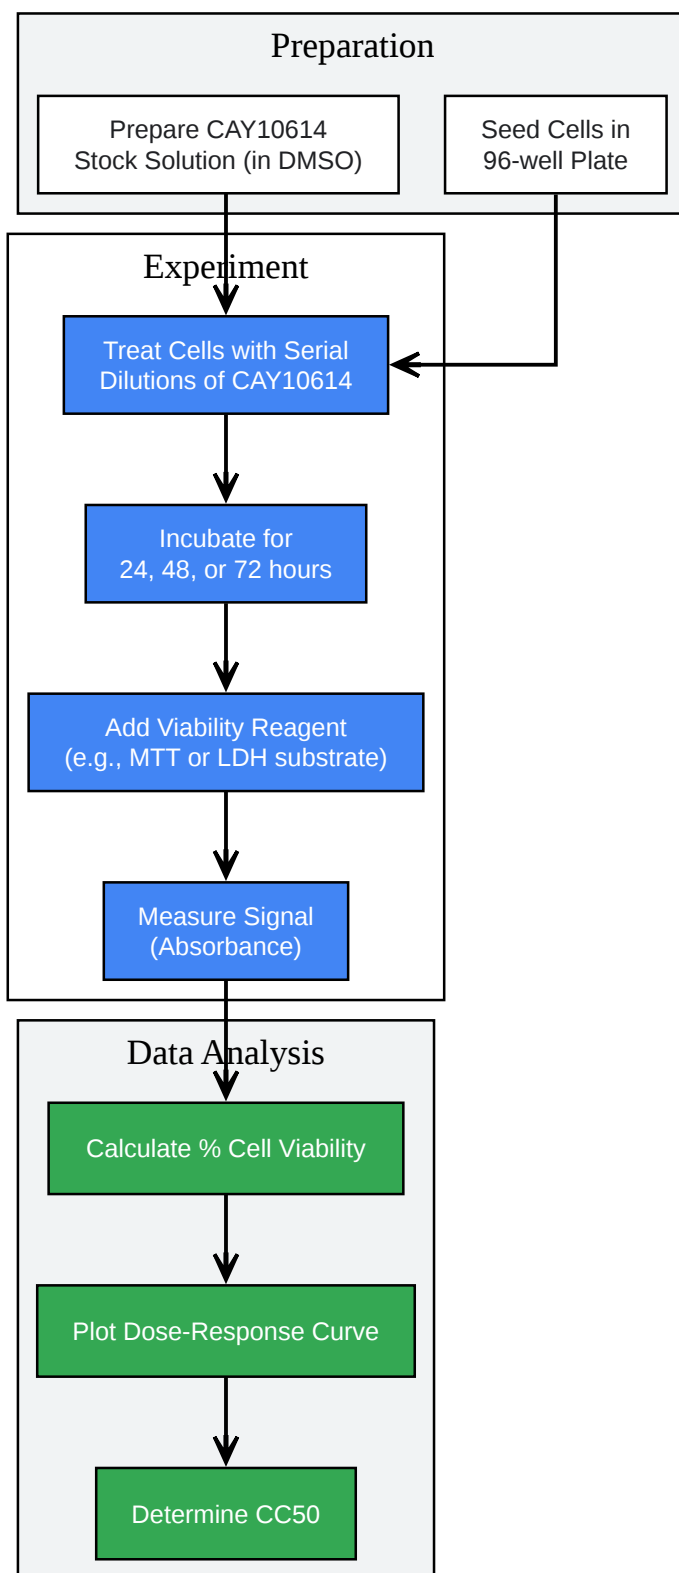 Preparation
Prepare CAY10614
Stock Solution (in DMSO)
Seed Cells in
96-well Plate
Experiment
Treat Cells with Serial
Dilutions of CAY10614
Incubate for
24, 48, or 72 hours
Add Viability Reagent
(e.g., MTT or LDH substrate)
Measure Signal
(Absorbance)
Data Analysis
Calculate % Cell Viability
Plot Dose-Response Curve
Determine CC50